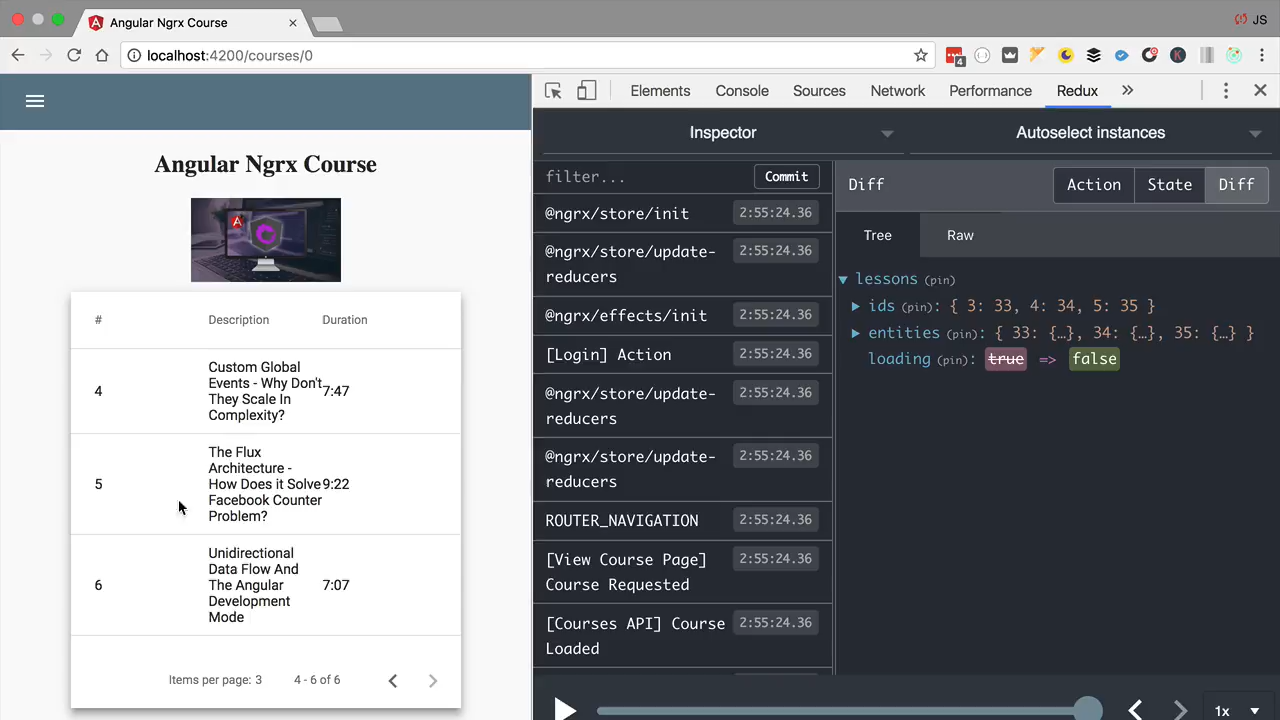 Angular Ngrx Course
JS
localhost:4200/courses/0
4
Elements Console Sources Network Performance Redux
Angular Ngrx Course
Inspector
Autoselect instances
filter...
Commit
Diff
Action State Diff
Tree Raw
@ngrx/store/init 2:55:24.36
@ngrx/store/update-
reducers
2:55:24.36
@ngrx/effects/init 2:55:24.36
[Login] Action 2:55:24.36
@ngrx/store/update-
reducers
2:55:24.36
@ngrx/store/update-
reducers
2:55:24.36
ROUTER_NAVIGATION 2:55:24.36
[View Course Page]
Course Requested
2:55:24.36
[Courses API] Course
Loaded
2:55:24.36
lessons (pin)
ids (pin): { 3: 33, 4: 34, 5: 35 }
entities (pin): { 33: {…}, 34: {…}, 35: {…} }
loading (pin): true => false
# Description Duration
4
Custom Global
Events - Why Don't
They Scale In
Complexity?
7:47
5
The Flux
Architecture -
How Does it Solve
Facebook Counter
Problem?
9:22
6
Unidirectional
Data Flow And
The Angular
Development
Mode
7:07
Items per page: 3 4 - 6 of 6
1x